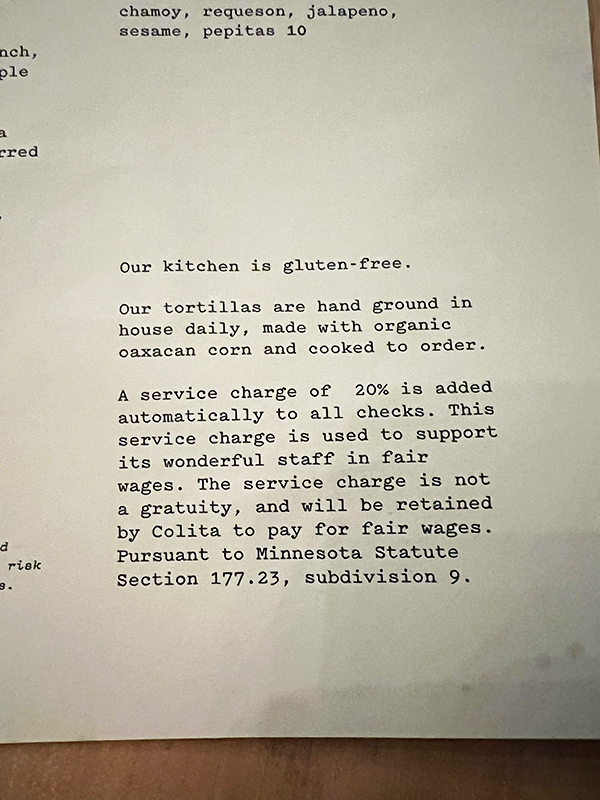 chamoy, requeson, jalapeno,
sesame, pepitas 10
nch,
ple
a
rred
Our kitchen is gluten-free.
Our tortillas are hand ground in
house daily, made with organic
oaxacan corn and cooked to order.
A service charge of 20% is added
automatically to all checks. This
service charge is used to support
its wonderful staff in fair
wages. The service charge is not
a gratuity, and will be retained
by Colita to pay for fair wages.
Pursuant to Minnesota Statute
Section 177.23, subdivision 9.
d
risk
s.